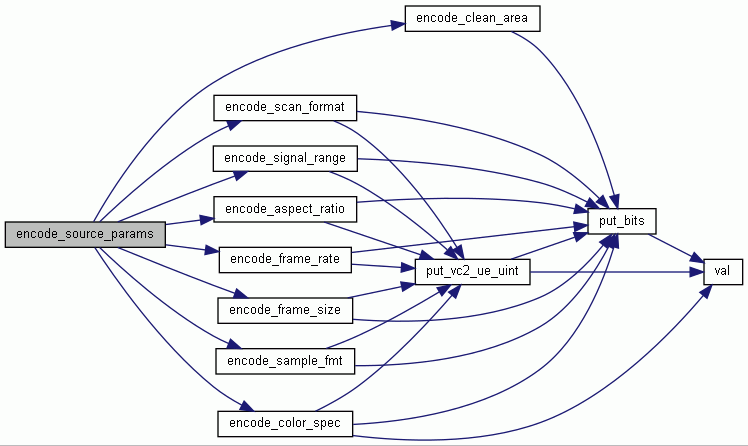 encode_clean_area
encode_scan_format
encode_signal_range
encode_aspect_ratio
put_bits
encode_source_params
encode_frame_rate
put_vc2_ue_uint
val
encode_frame_size
encode_sample_fmt
encode_color_spec